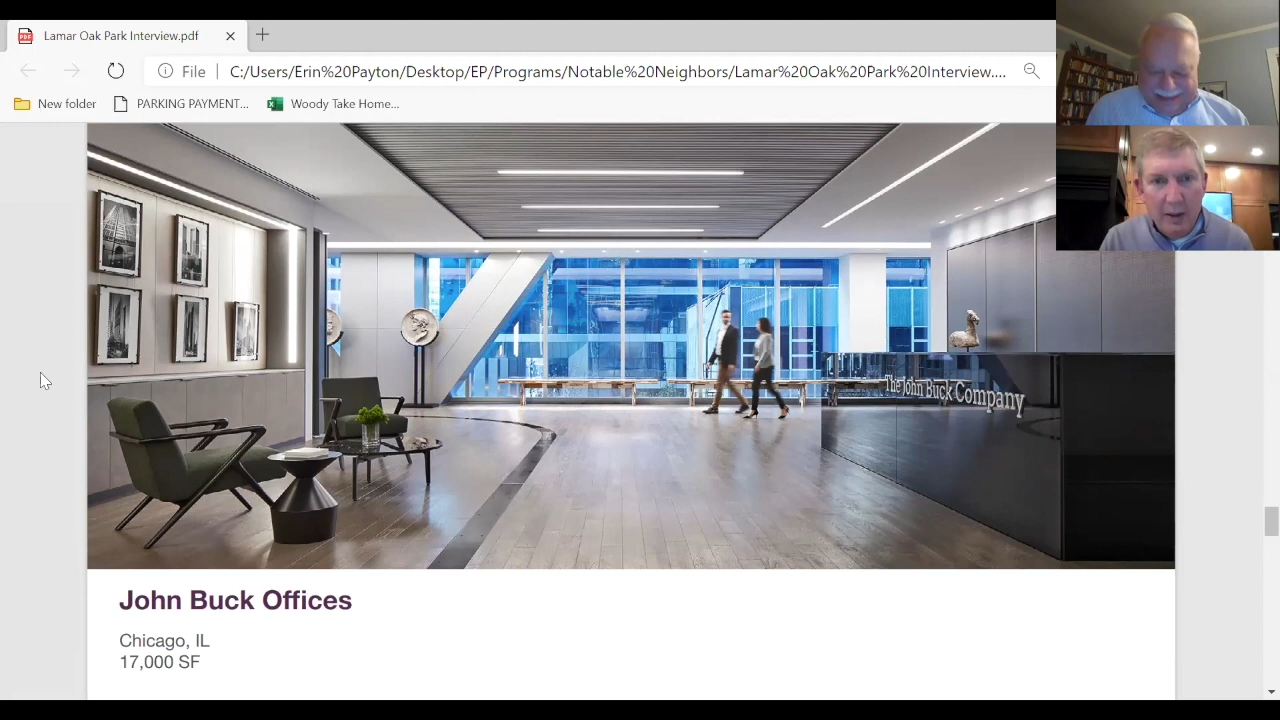 Lamar Oak Park Interview.pdf
File
C:/Users/Erin%20Payton/Desktop/EP/Programs/Notable%20Neighbors/Lamar%20Oak%20Park%20Interview....
New folder
PARKING PAYMENT...
Woody Take Home...
The John Buck Company
John Buck Offices
Chicago, IL
17,000 SF